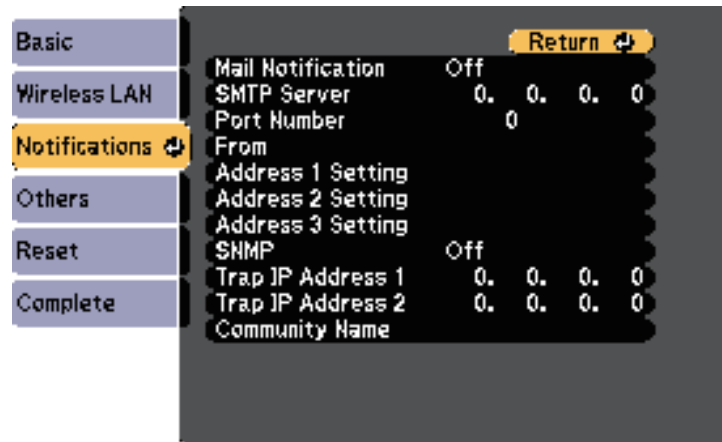 Basic
Wireless LAN
Notifications
Others
Reset
Complete
Return
Mail Notification Off
SMTP Server 0. 0. 0. 0
Port Number 0
From
Address 1 Setting
Address 2 Setting
Address 3 Setting
SNMP Off
Trap IP Address 1 0. 0. 0. 0
Trap IP Address 2 0. 0. 0. 0
Community Name